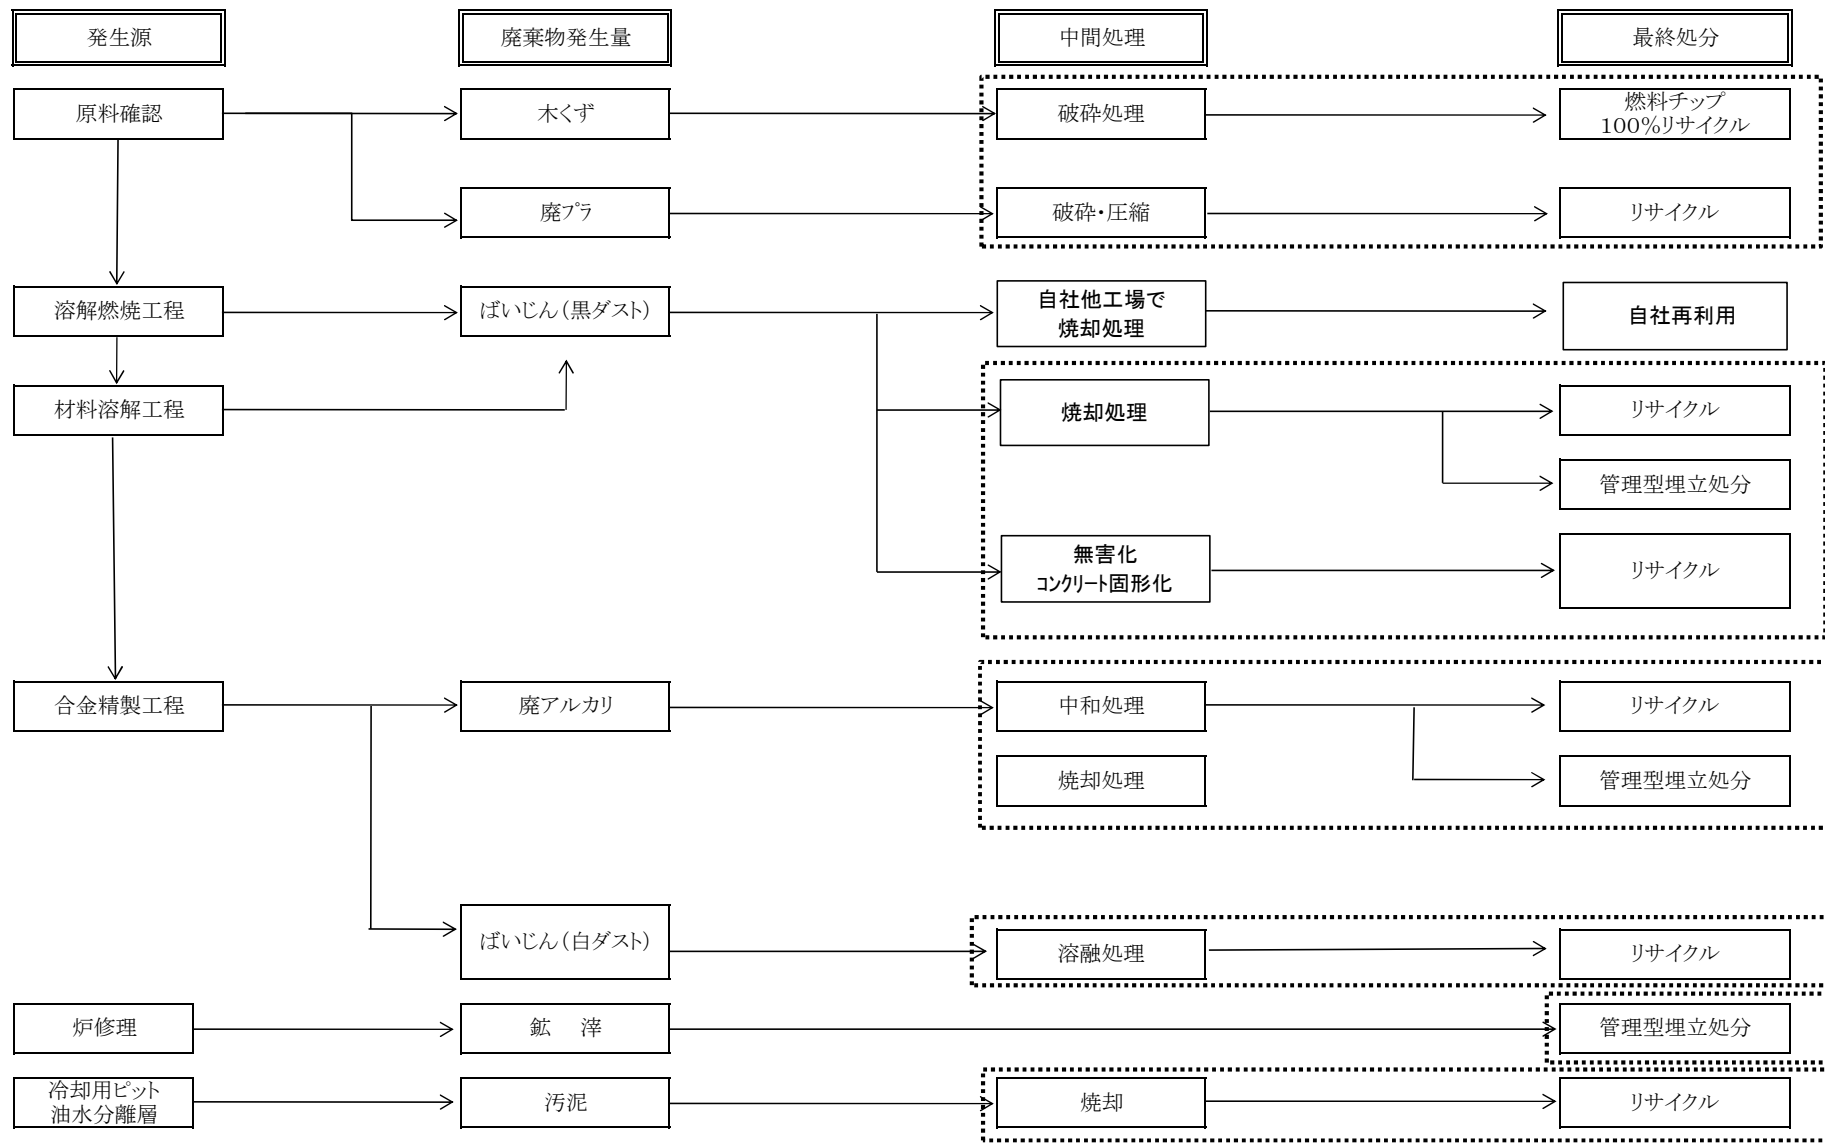 発生源
廃棄物発生量
中間処理
最終処分
原料確認
木くず
破砕処理
燃料チップ
100%リサイクル
廃プラ
破砕・圧縮
リサイクル
溶解燃焼工程
ばいじん(黒ダスト)
自社他工場で
焼却処理
自社再利用
材料溶解工程
焼却処理
リサイクル
管理型埋立処分
無害化
コンクリート固形化
リサイクル
合金精製工程
廃アルカリ
中和処理
リサイクル
焼却処理
管理型埋立処分
ばいじん(白ダスト)
溶融処理
リサイクル
炉修理
鉱　滓
管理型埋立処分
冷却用ピット
油水分離層
汚泥
焼却
リサイクル